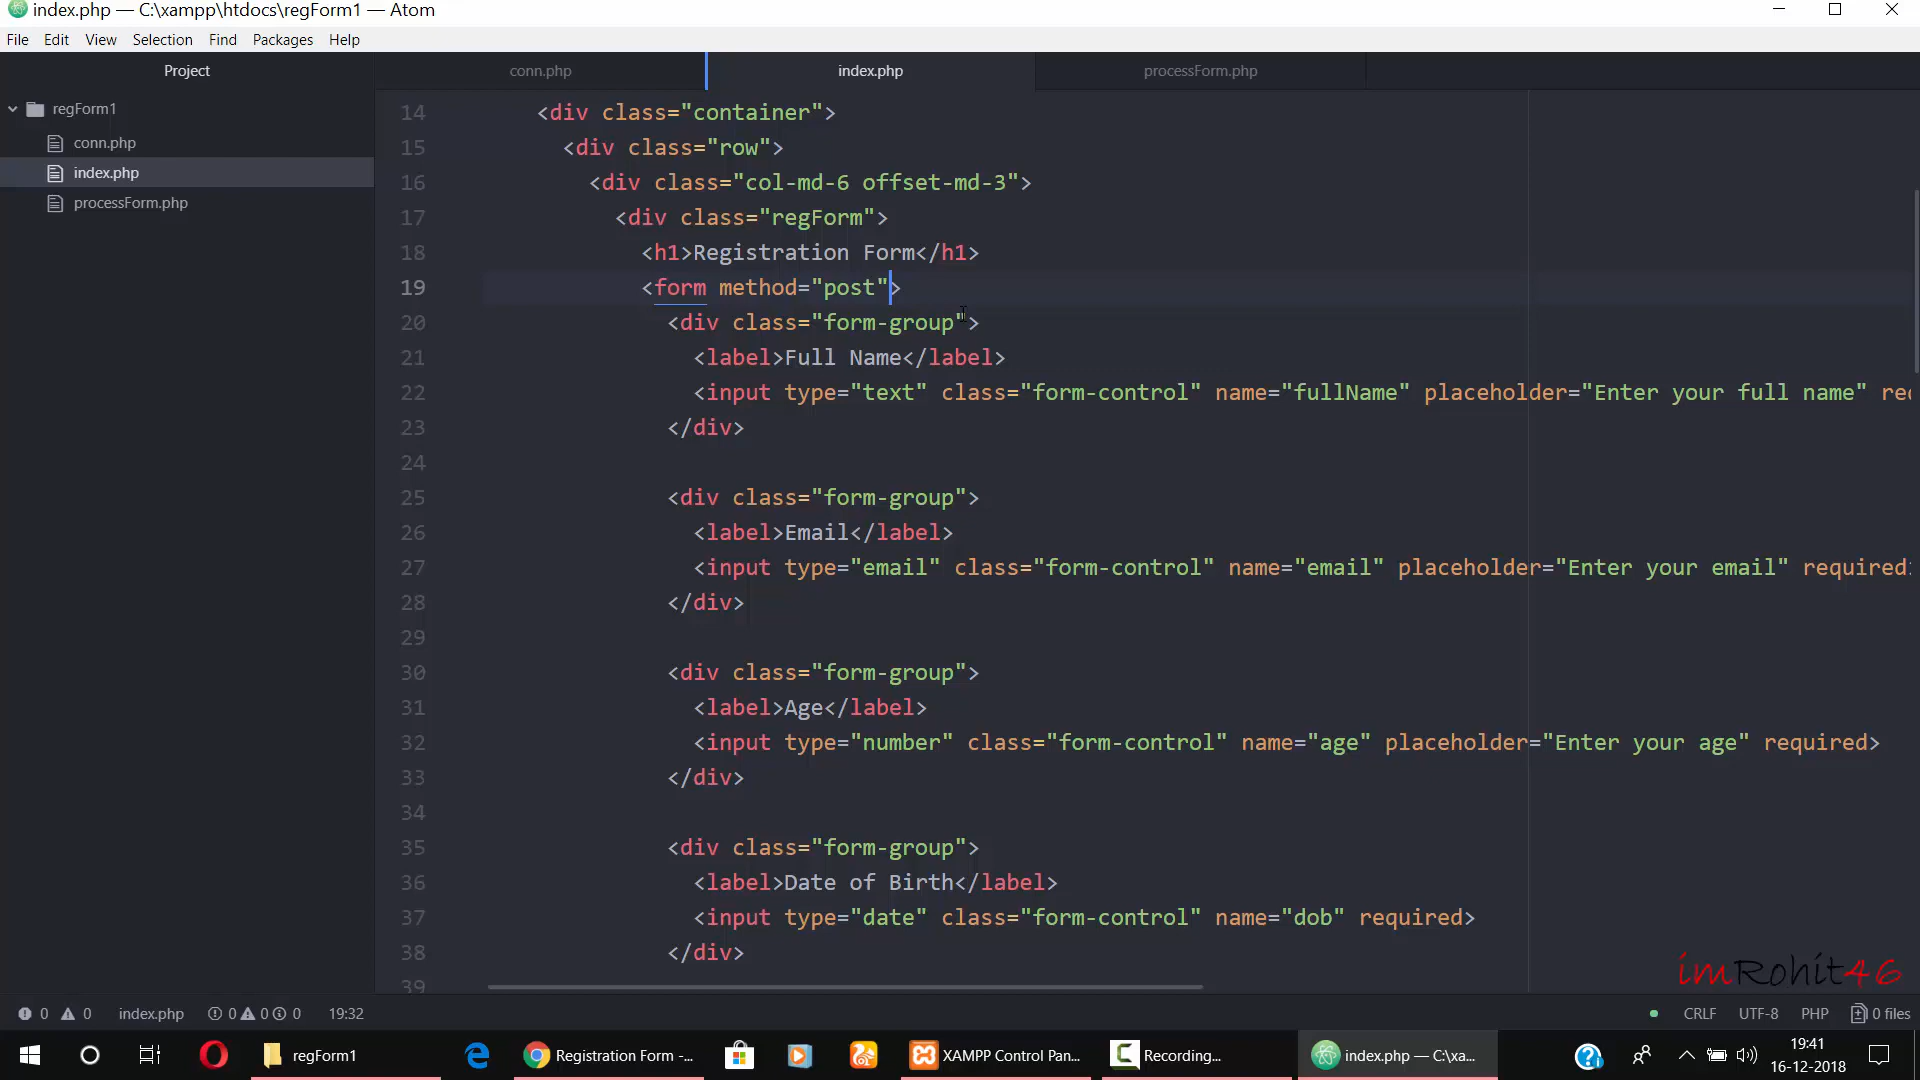 index.php — C:\xampp\htdocs\regForm1 — Atom
File Edit View Selection Find Packages Help
Project
conn.php
index.php
processForm.php
regForm1
conn.php
index.php
processForm.php
14 <div class="container">
15 <div class="row">
16 <div class="col-md-6 offset-md-3">
17 <div class="regForm">
18 <h1>Registration Form</h1>
19 <form method="post">
20 <div class="form-group">
21 <label>Full Name</label>
22 <input type="text" class="form-control" name="fullName" placeholder="Enter your full name" rec
23 </div>
24
25 <div class="form-group">
26 <label>Email</label>
27 <input type="email" class="form-control" name="email" placeholder="Enter your email" required
28 </div>
29
30 <div class="form-group">
31 <label>Age</label>
32 <input type="number" class="form-control" name="age" placeholder="Enter your age" required>
33 </div>
34
35 <div class="form-group">
36 <label>Date of Birth</label>
37 <input type="date" class="form-control" name="dob" required>
38 </div>
39
imRohit46
0 0 index.php 0 0 0 19:32
CRLF UTF-8 PHP 0 files
regForm1
Registration Form -...
XAMPP Control Pan...
Recording...
index.php — C:\xa...
19:41
16-12-2018